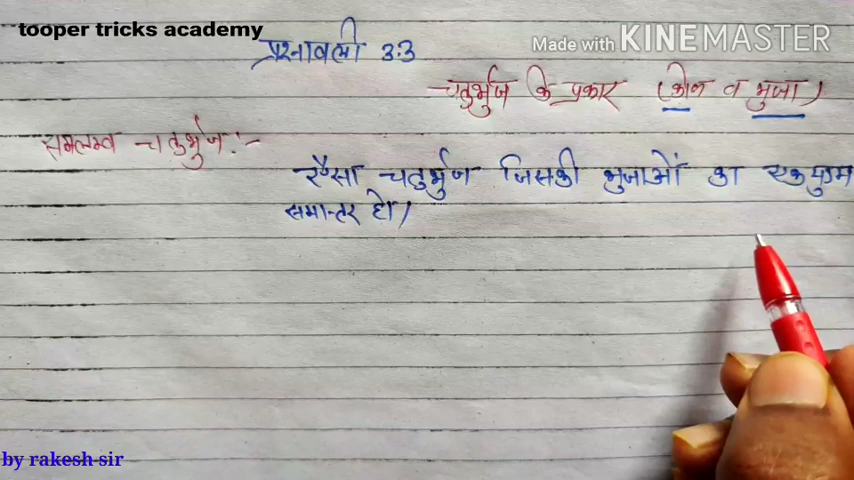 tooper tricks academy
प्रश्नावली 3.3
Made with KINEMASTER
चतुर्भुज के प्रकार (कोन व भुजा)
समलम्ब चतुर्भुज :-
ऐसा चतुर्भुज जिसकी भुजाओं का एक युग्म
समान्तर हो।
by rakesh sir